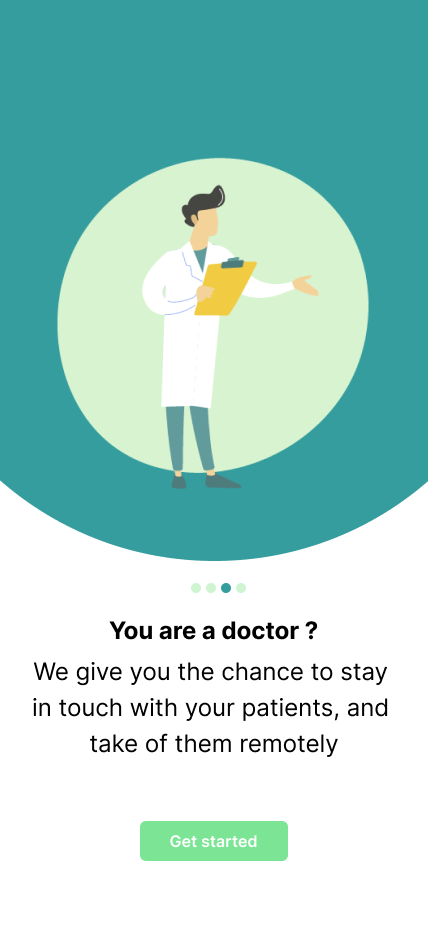 You are a doctor ?
We give you the chance to stay
in touch with your patients, and
take of them remotely
Get started